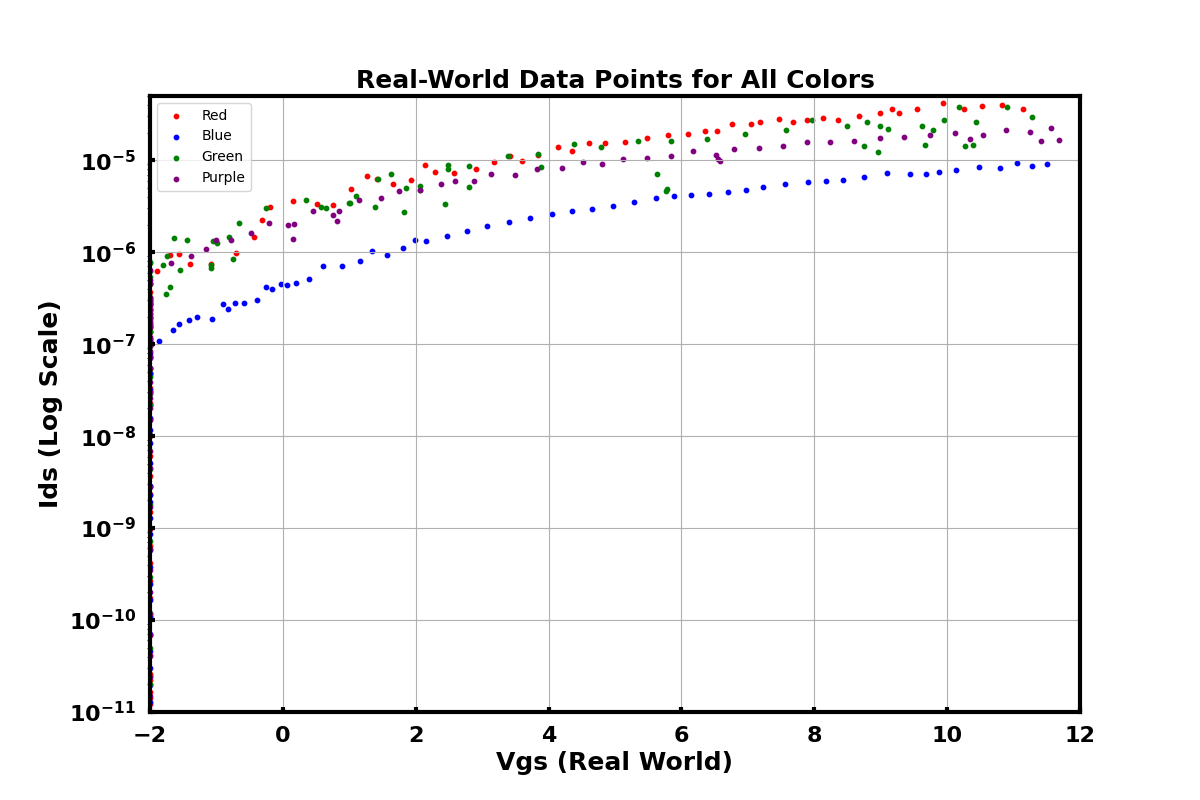 Real-World Data Points for All Colors
Red
Blue
Green
Purple
Ids (Log Scale)
10⁻⁵
10⁻⁶
10⁻⁷
10⁻⁸
10⁻⁹
10⁻¹⁰
10⁻¹¹
−2 0 2 4 6 8 10 12
Vgs (Real World)